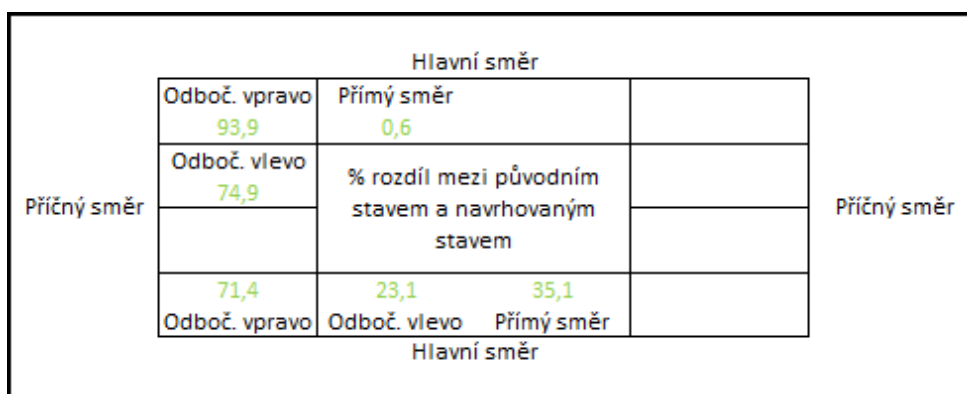 Hlavní směr
Odboč. vpravo Přímý směr
93,9 0,6
Odboč. vlevo
74,9
% rozdíl mezi původním
stavem a navrhovaným
stavem
Příčný směr
Příčný směr
71,4 23,1 35,1
Odboč. vpravo Odboč. vlevo Přímý směr
Hlavní směr